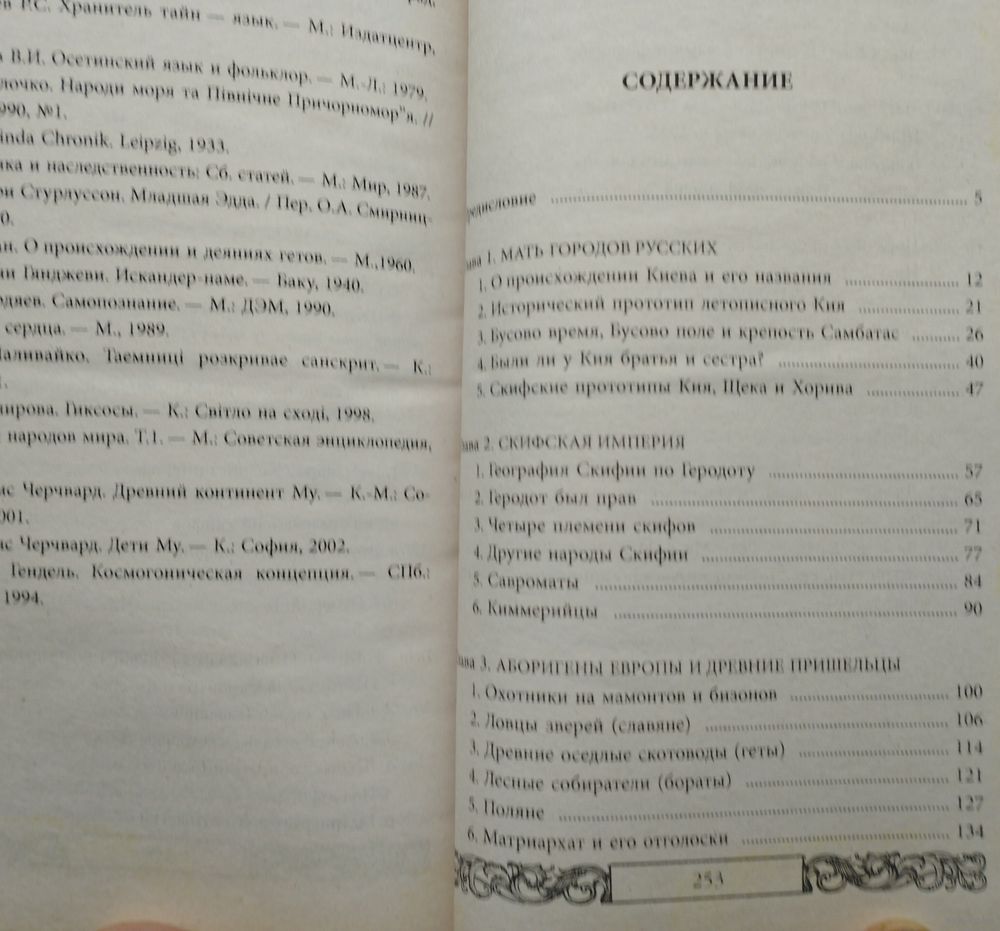 Р.С. Хранитель тайн — язык. — М.: Издатцентр,
В.И. Осетинский язык и фольклор. — М.-Л.: 1979.
Народи моря та Північне Причорномор"я. //
990, №1.
inda Chronik. Leipzig, 1933.
ка и наследственность: Сб. статей. — М.: Мир, 1987.
Стурлуссон. Младшая Эдда. / Пер. О.А. Смирниц-
0.
О происхождении и деяниях гетов. — М.,1960.
Гянджеви. Искандер-наме. — Баку, 1940.
дяев. Самопознание. — М.: ДЭМ, 1990.
сердца. — М., 1989.
аливайко. Таемниці розкривае санскрит. — К.:
1.
мирова. Гиксосы. — К.: Світло на сході, 1998.
народов мира. Т.1. — М.: Советская энциклопедия,
ас Черчвард. Древний континент Му. — К.-М.: Со-
001.
ас Черчвард. Дети Му. — К.: София, 2002.
Гендель. Космогоническая концепция. — СПб.:
1994.
СОДЕРЖАНИЕ
редисловие 5
ава 1. МАТЬ ГОРОДОВ РУССКИХ
1. О происхождении Киева и его названия 12
2. Исторический прототип летописного Кия 21
3. Бусово время, Бусово поле и крепость Самбатас 26
4. Были ли у Кия братья и сестра? 40
5. Скифские прототипы Кия, Щека и Хорива 47
лава 2. СКИФСКАЯ ИМПЕРИЯ
1. География Скифии по Геродоту 57
2. Геродот был прав 65
3. Четыре племени скифов 71
4. Другие народы Скифии 77
5. Савроматы 84
6. Киммерийцы 90
лава 3. АБОРИГЕНЫ ЕВРОПЫ И ДРЕВНИЕ ПРИШЕЛЬЦЫ
1. Охотники на мамонтов и бизонов 100
2. Ловцы зверей (славяне) 106
3. Древние оседлые скотоводы (геты) 114
4. Лесные собиратели (бораты) 121
5. Поляне 127
6. Матриархат и его отголоски 134
253